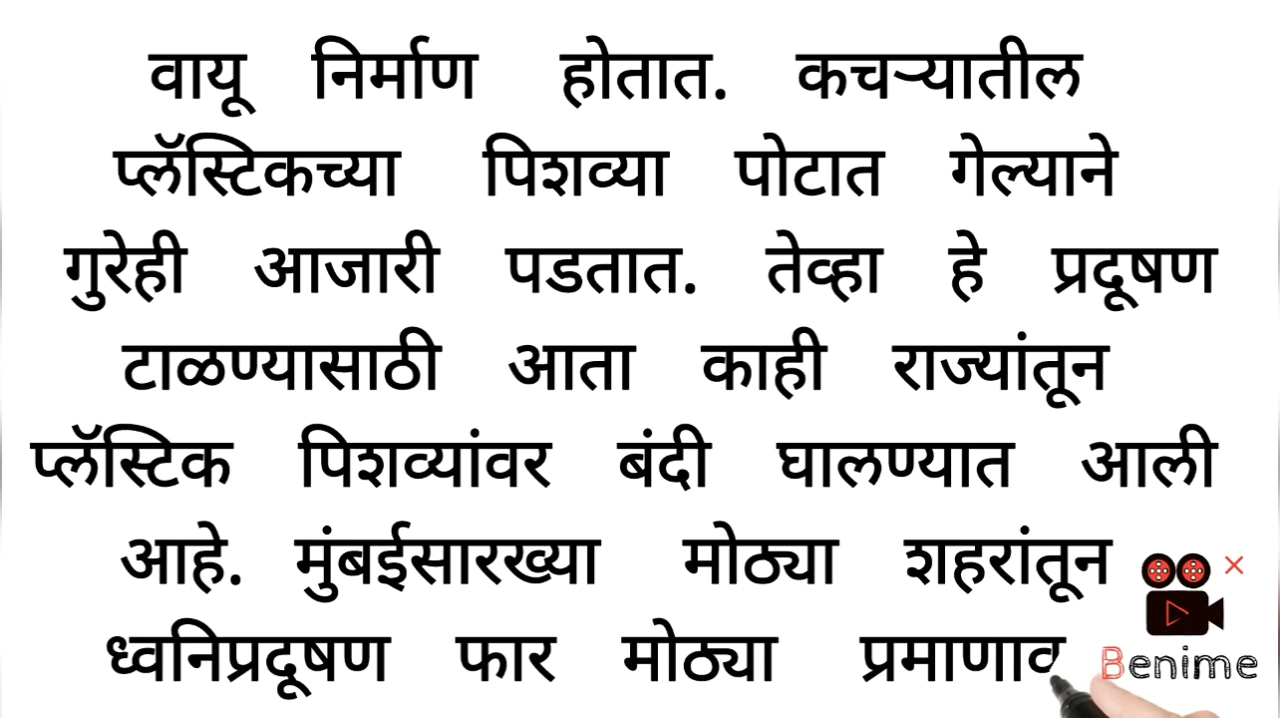 वायू निर्माण होतात. कचऱ्यातील
प्लॅस्टिकच्या पिशव्या पोटात गेल्याने
गुरेही आजारी पडतात. तेव्हा हे प्रदूषण
टाळण्यासाठी आता काही राज्यांतून
प्लॅस्टिक पिशव्यांवर बंदी घालण्यात आली
आहे. मुंबईसारख्या मोठ्या शहरांतून
ध्वनिप्रदूषण फार मोठ्या प्रमाणाव
Benime